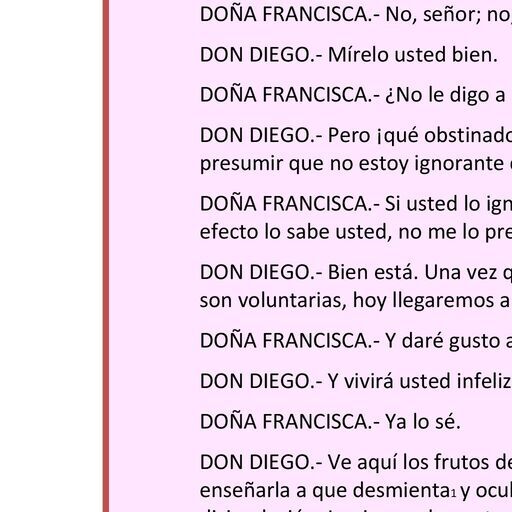 DOÑA FRANCISCA.- No, señor; no,
DON DIEGO.- Mírelo usted bien.
DOÑA FRANCISCA.- ¿No le digo a
DON DIEGO.- Pero ¡qué obstinado
presumir que no estoy ignorante
DOÑA FRANCISCA.- Si usted lo ign
efecto lo sabe usted, no me lo pre
DON DIEGO.- Bien está. Una vez q
son voluntarias, hoy llegaremos a
DOÑA FRANCISCA.- Y daré gusto a
DON DIEGO.- Y vivirá usted infeliz
DOÑA FRANCISCA.- Ya lo sé.
DON DIEGO.- Ve aquí los frutos de
enseñarla a que desmienta1 y ocul